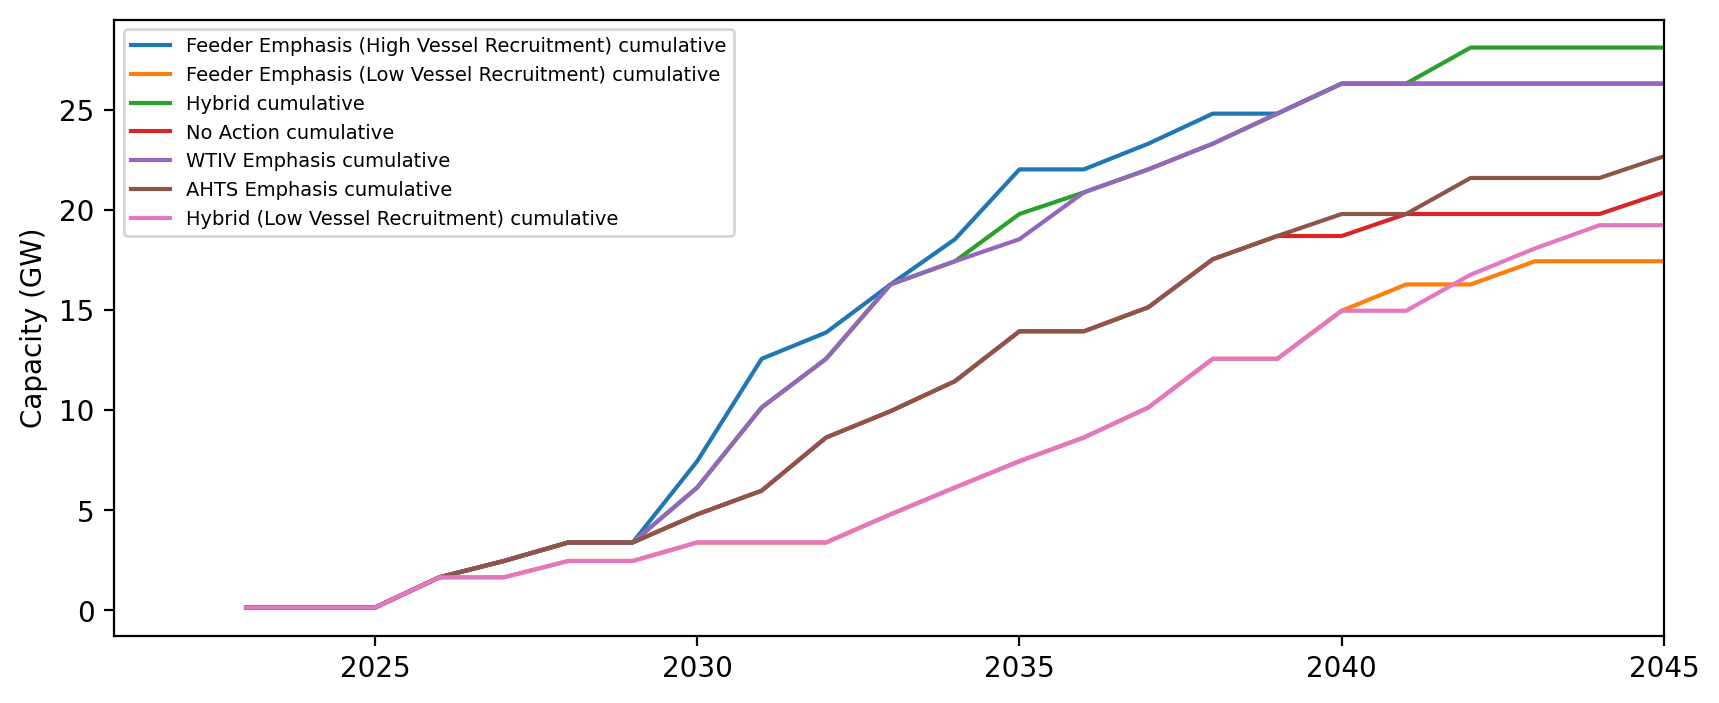 Feeder Emphasis (High Vessel Recruitment) cumulative
Feeder Emphasis (Low Vessel Recruitment) cumulative
Hybrid cumulative
No Action cumulative
WTIV Emphasis cumulative
AHTS Emphasis cumulative
Hybrid (Low Vessel Recruitment) cumulative
Capacity (GW)
25
20
15
10
5
0
2025
2030
2035
2040
2045